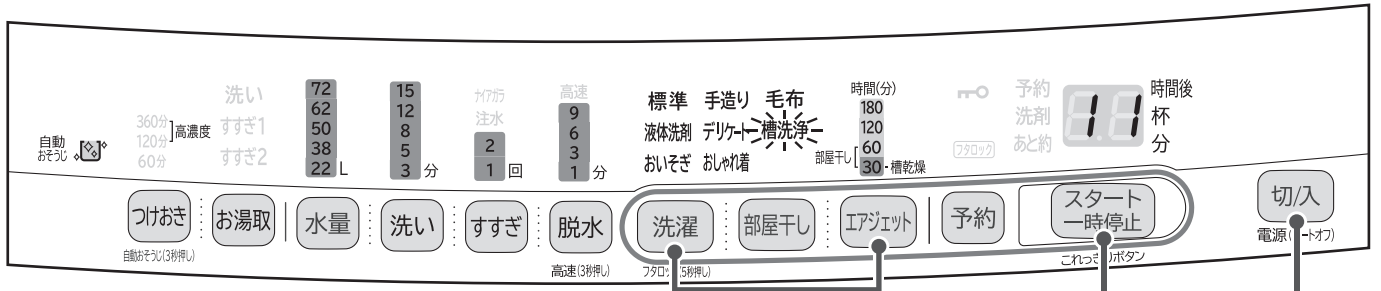 自動
おそうじ
360分
120分
60分
高濃度
洗い
すすぎ1
すすぎ2
72
62
50
38
22 L
15
12
8
5
3 分
ナイアガラ
注水
2
1 回
高速
9
6
3
1 分
標準 手造り 毛布
液体洗剤 デリケート 槽洗浄
おいそぎ おしゃれ着
時間(分)
180
120
部屋干し 60
30 - 槽乾燥
予約
洗剤
フタロック あと約
11
時間後
杯
分
つけおき お湯取 水量 洗い すすぎ 脱水 洗濯 部屋干し エアジェット 予約
スタート
一時停止
切/入
自動おそうじ(3秒押し)
高速(3秒押し)
(5秒押し)
ボタン
電源